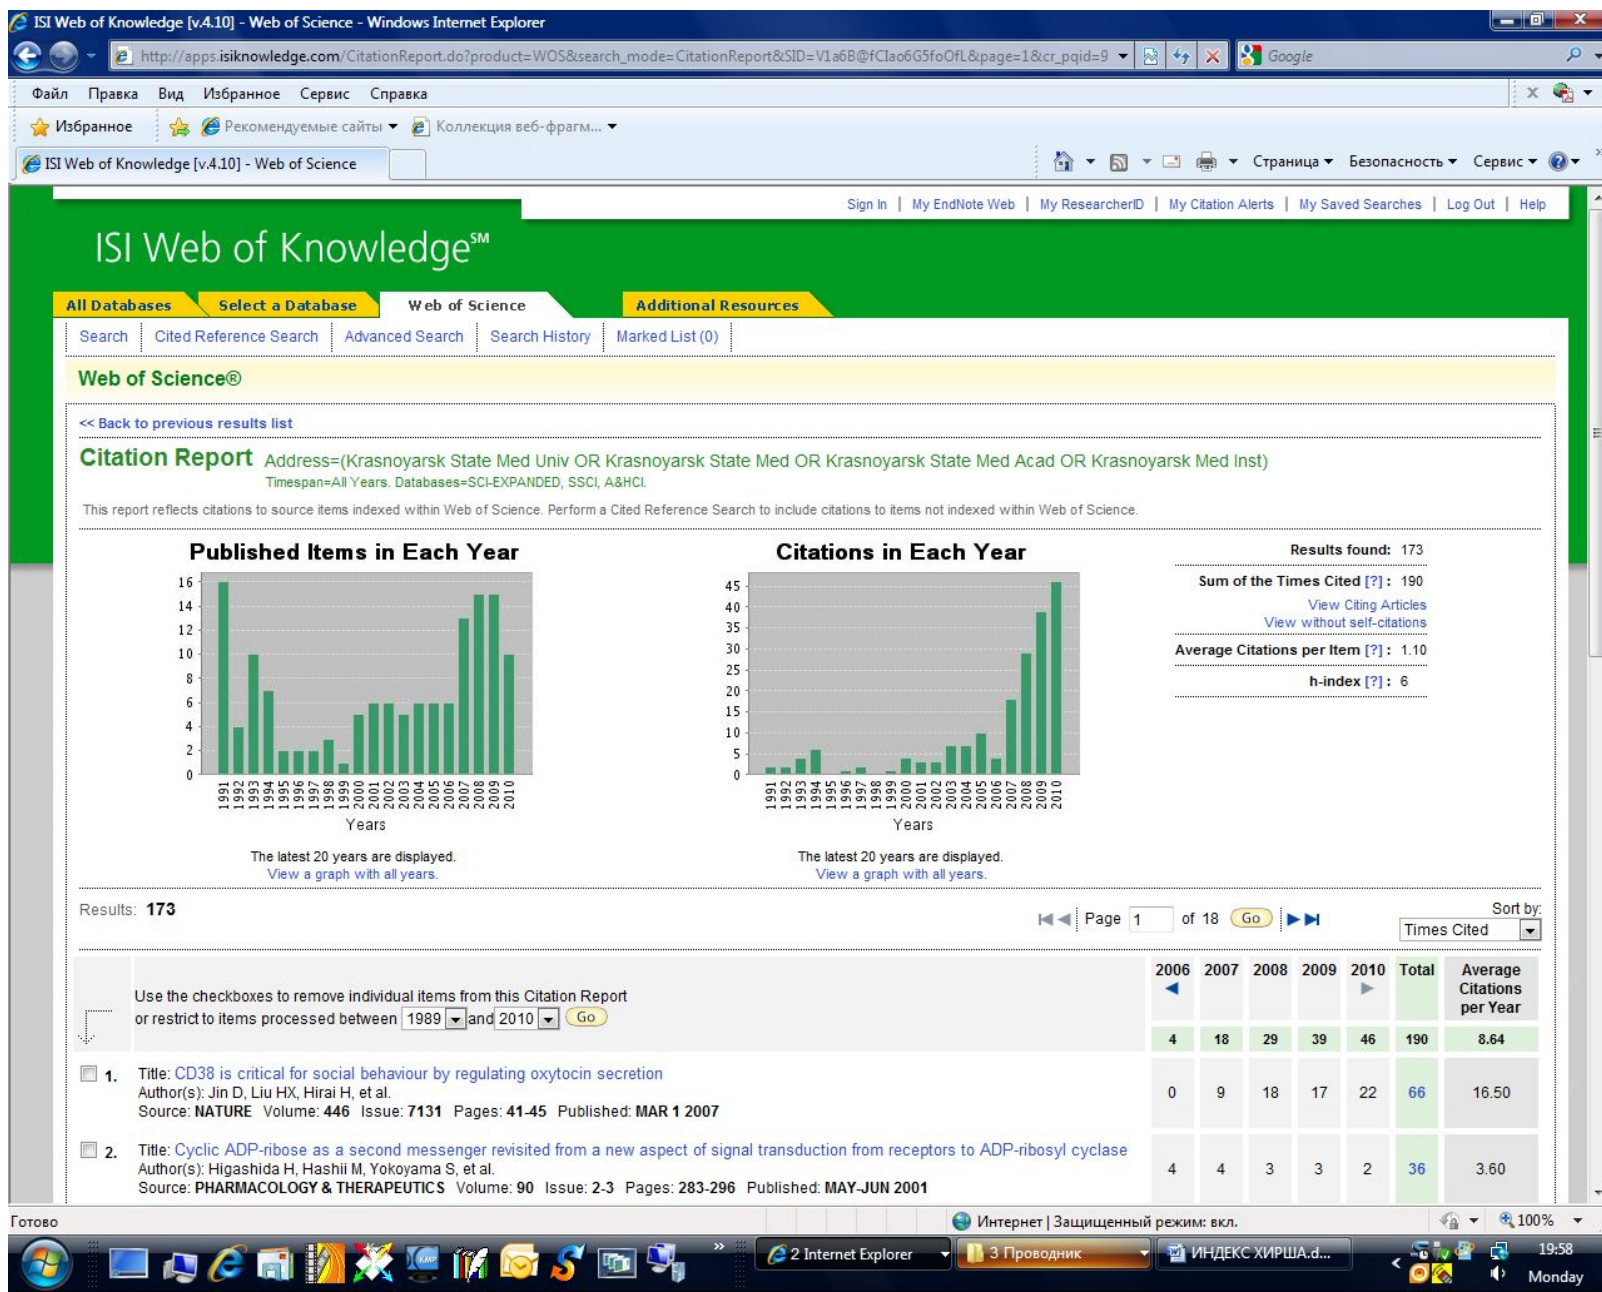 ISI Web of Knowledge [v.4.10] - Web of Science - Windows Internet Explorer
http://apps.isiknowledge.com/CitationReport.do?product=WOS&search_mode=CitationReport&SID=V1a6B@fCIao6G5foOfL&page=1&cr_pqid=9
Google
Файл Правка Вид Избранное Сервис Справка
Избранное Рекомендуемые сайты Коллекция веб-фрагм...
ISI Web of Knowledge [v.4.10] - Web of Science
Страница Безопасность Сервис
Sign In | My EndNote Web | My ResearcherID | My Citation Alerts | My Saved Searches | Log Out | Help
ISI Web of Knowledge℠
All Databases Select a Database Web of Science Additional Resources
Search Cited Reference Search Advanced Search Search History Marked List (0)
Web of Science®
<< Back to previous results list
Citation Report Address=(Krasnoyarsk State Med Univ OR Krasnoyarsk State Med OR Krasnoyarsk State Med Acad OR Krasnoyarsk Med Inst)
Timespan=All Years. Databases=SCI-EXPANDED, SSCI, A&HCI.
This report reflects citations to source items indexed within Web of Science. Perform a Cited Reference Search to include citations to items not indexed within Web of Science.
Published Items in Each Year
16
14
12
10
8
6
4
2
0
1991 1992 1993 1994 1995 1996 1997 1998 1999 2000 2001 2002 2003 2004 2005 2006 2007 2008 2009 2010
Years
The latest 20 years are displayed.
View a graph with all years.
Citations in Each Year
45
40
35
30
25
20
15
10
5
0
1991 1992 1993 1994 1995 1996 1997 1998 1999 2000 2001 2002 2003 2004 2005 2006 2007 2008 2009 2010
Years
The latest 20 years are displayed.
View a graph with all years.
Results found: 173
Sum of the Times Cited [?] : 190
View Citing Articles
View without self-citations
Average Citations per Item [?] : 1.10
h-index [?] : 6
Results: 173
Page 1 of 18 Go
Sort by:
Times Cited
Use the checkboxes to remove individual items from this Citation Report
or restrict to items processed between 1989 and 2010 Go
2006 2007 2008 2009 2010 Total Average Citations per Year
4 18 29 39 46 190 8.64
1. Title: CD38 is critical for social behaviour by regulating oxytocin secretion
Author(s): Jin D, Liu HX, Hirai H, et al.
Source: NATURE Volume: 446 Issue: 7131 Pages: 41-45 Published: MAR 1 2007
0 9 18 17 22 66 16.50
2. Title: Cyclic ADP-ribose as a second messenger revisited from a new aspect of signal transduction from receptors to ADP-ribosyl cyclase
Author(s): Higashida H, Hashii M, Yokoyama S, et al.
Source: PHARMACOLOGY & THERAPEUTICS Volume: 90 Issue: 2-3 Pages: 283-296 Published: MAY-JUN 2001
4 4 3 3 2 36 3.60
Готово
Интернет | Защищенный режим: вкл.
100%
2 Internet Explorer
3 Проводник
ИНДЕКС ХИРША.d...
19:58
Monday